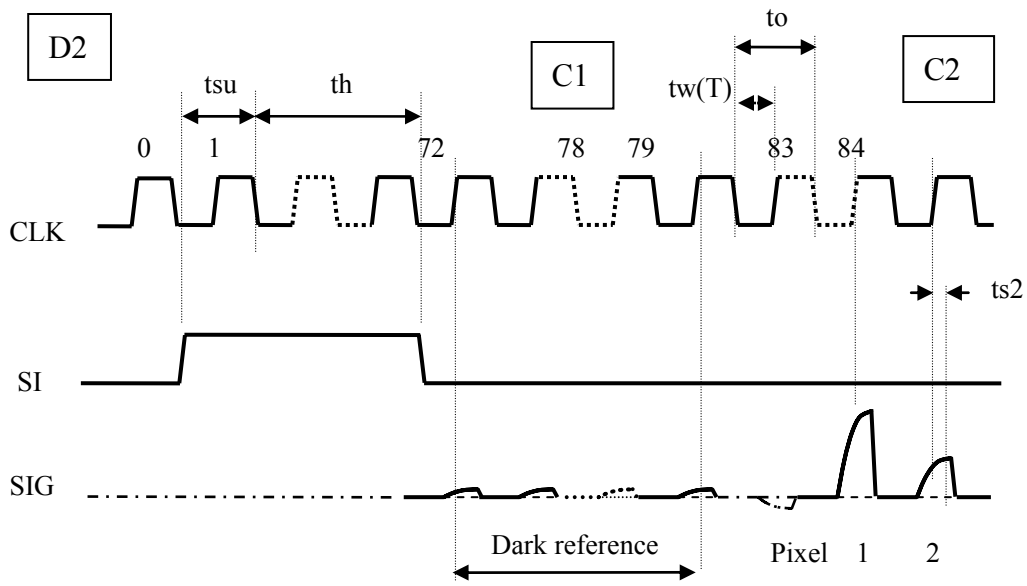 to
D2
C1
C2
tsu
th
tw(T)
0 1 72 78 79 83 84
CLK
ts2
SI
SIG
Dark reference
Pixel 1 2